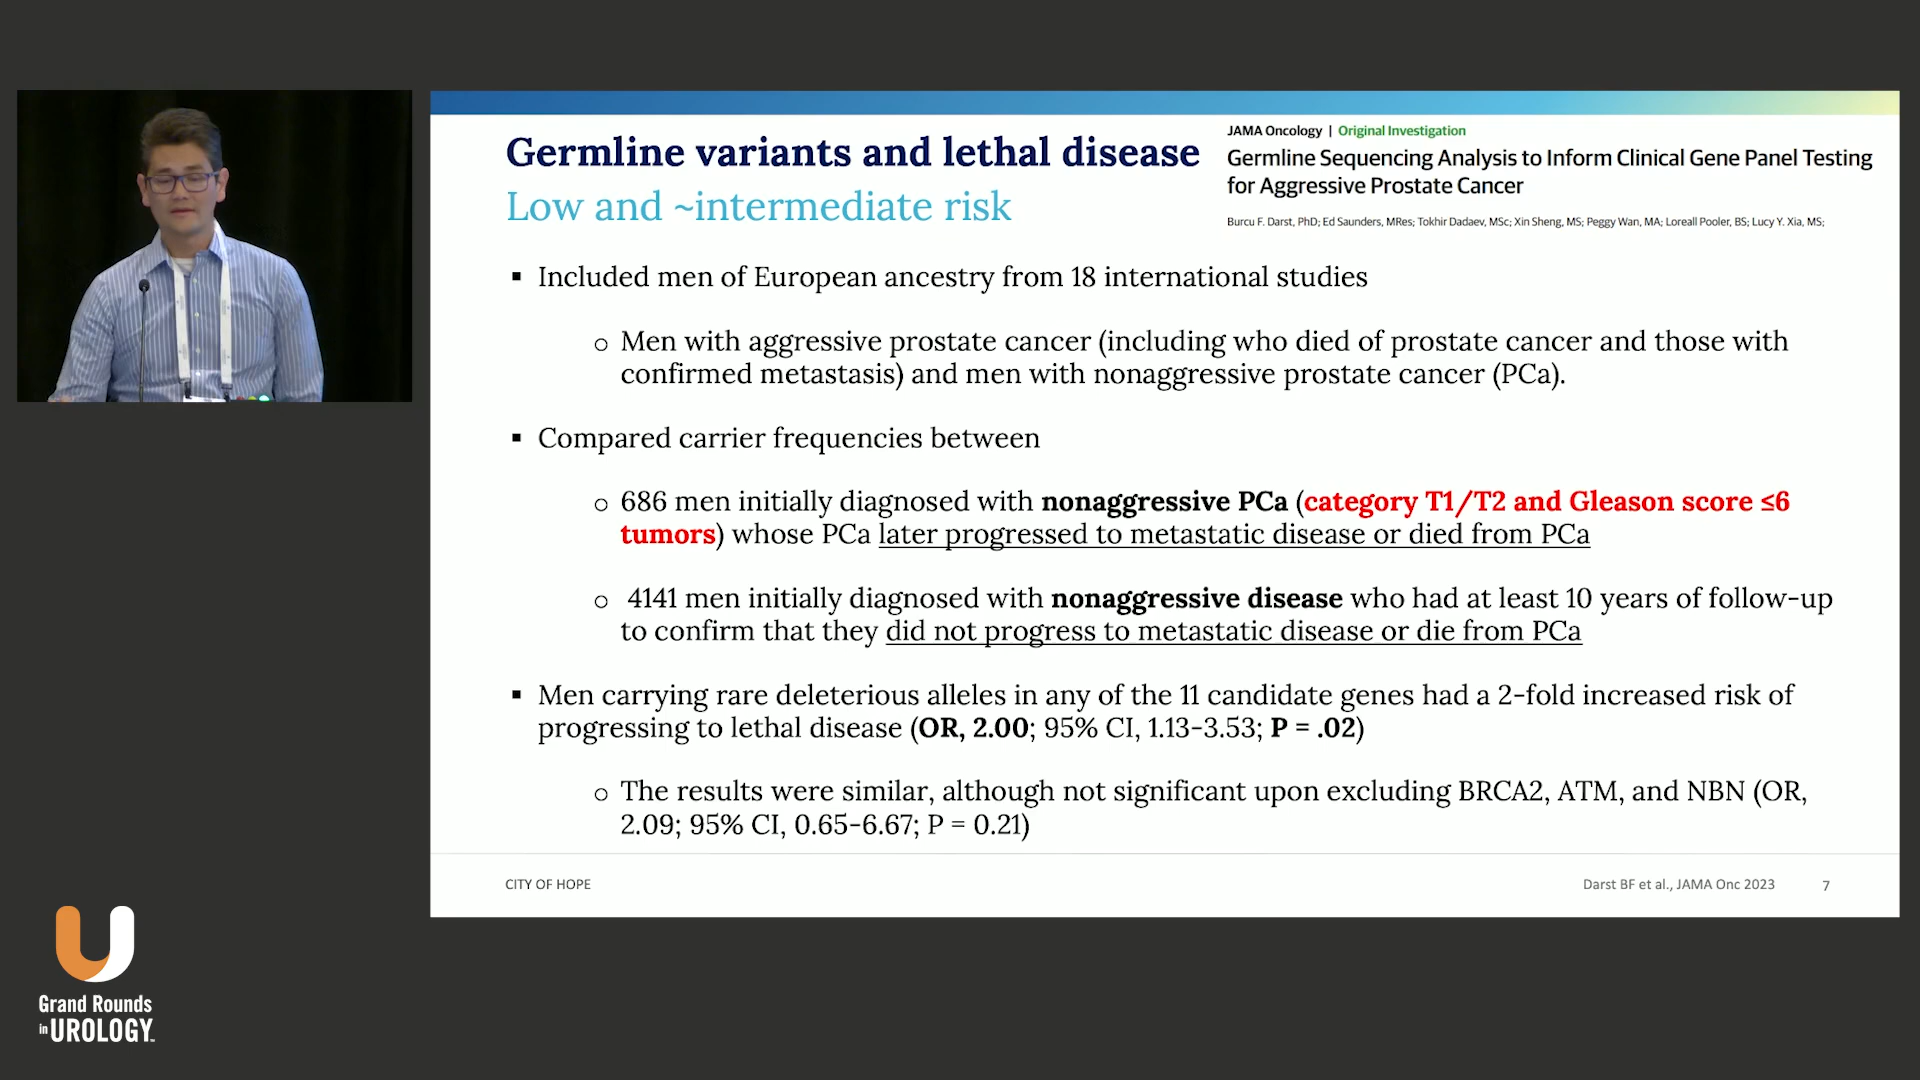 Germline variants and lethal disease
Low and ~intermediate risk
JAMA Oncology | Original Investigation
Germline Sequencing Analysis to Inform Clinical Gene Panel Testing
for Aggressive Prostate Cancer
Burcu F. Darst, PhD; Ed Saunders, MRes; Tokhir Dadaev, MSc; Xin Sheng, MS; Peggy Wan, MA; Loreall Pooler, BS; Lucy Y. Xia, MS;
▪ Included men of European ancestry from 18 international studies
o Men with aggressive prostate cancer (including who died of prostate cancer and those with
confirmed metastasis) and men with nonaggressive prostate cancer (PCa).
▪ Compared carrier frequencies between
o 686 men initially diagnosed with nonaggressive PCa (category T1/T2 and Gleason score ≤6
tumors) whose PCa later progressed to metastatic disease or died from PCa
o 4141 men initially diagnosed with nonaggressive disease who had at least 10 years of follow-up
to confirm that they did not progress to metastatic disease or die from PCa
▪ Men carrying rare deleterious alleles in any of the 11 candidate genes had a 2-fold increased risk of
progressing to lethal disease (OR, 2.00; 95% CI, 1.13-3.53; P = .02)
o The results were similar, although not significant upon excluding BRCA2, ATM, and NBN (OR,
2.09; 95% CI, 0.65-6.67; P = 0.21)
CITY OF HOPE
Darst BF et al., JAMA Onc 2023
7
Grand Rounds
in UROLOGY™